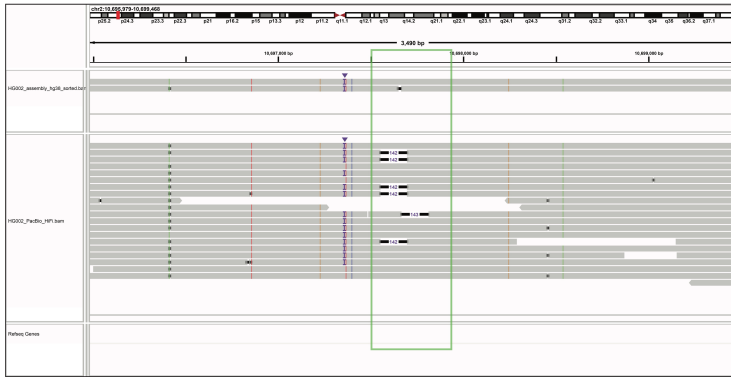 chr2:10,695,979-10,699,468
p25.2 p24.3 p22.3 p21 p16.2 p15 p13.3 p12 p11.2 q11.1 q12.1 q13 q14.2 q21.1 q22.1 q23.1 q24.1 q24.3 q31.2 q32.2 q33.1 q34 q35 q36.2 q37.1
3,490 bp
10,697,000 bp 10,698,000 bp 10,699,000 bp
HG002_assembly_hg38_sorted.bam
HG002_PacBio_HiFi.bam
142
142
142
142
142
142
Refseq Genes